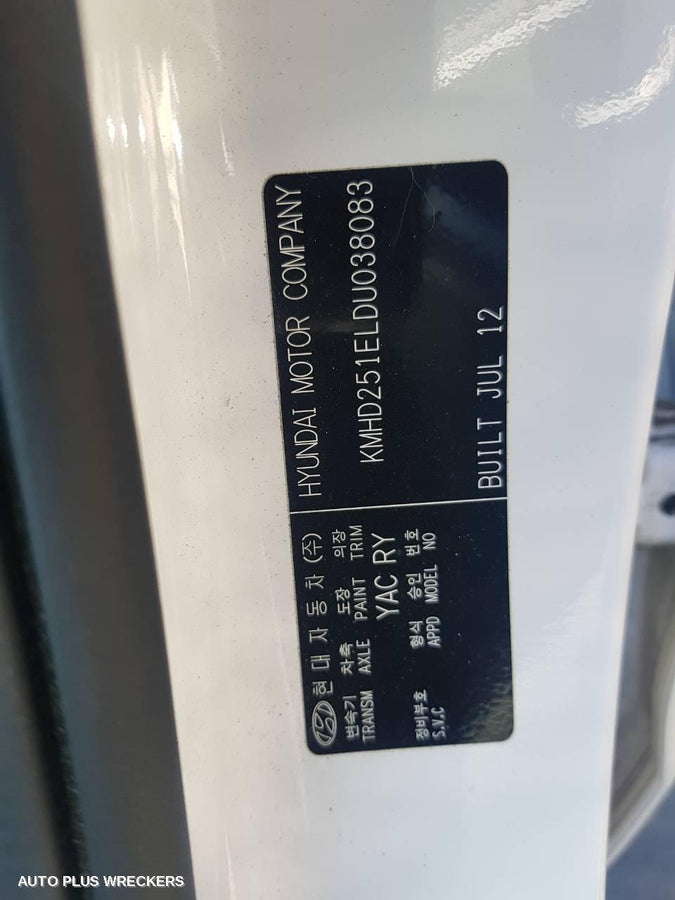 현대자동차 (주)
HYUNDAI MOTOR COMPANY
변속기 차축 도장 의장
TRANSM AXLE PAINT TRIM
KMHD251ELDU038083
YAC RY
형식 승인 번호
APPD MODEL NO
정비부호
S.V.C
BUILT JUL 12
AUTO PLUS WRECKERS